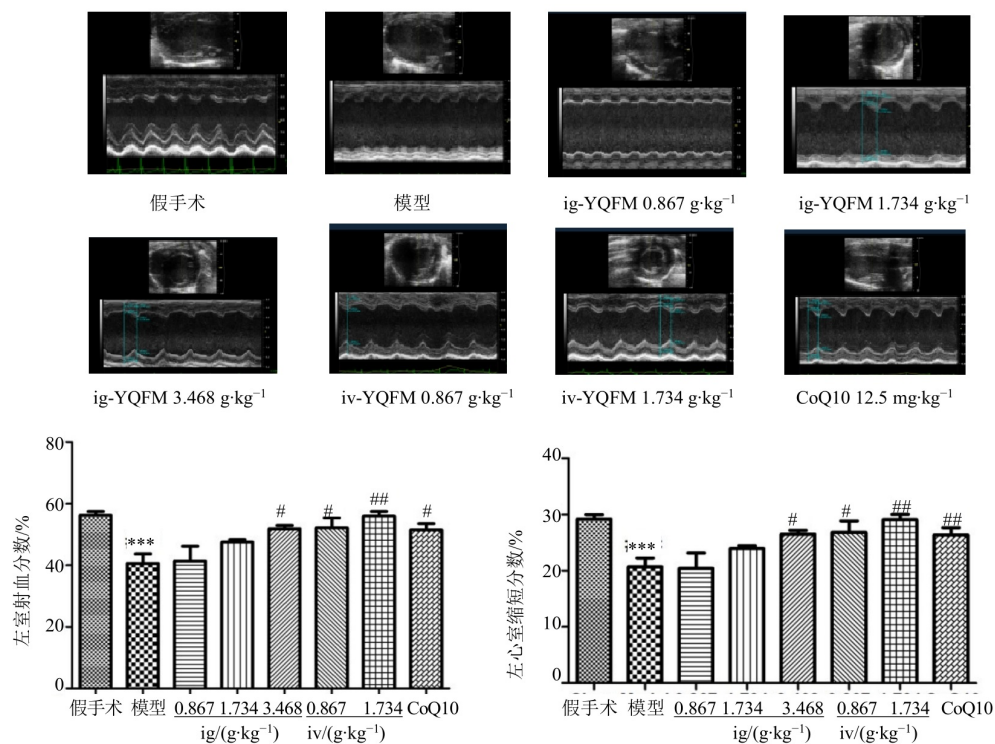 假手术
模型
ig-YQFM 0.867 g·kg⁻¹
ig-YQFM 1.734 g·kg⁻¹
ig-YQFM 3.468 g·kg⁻¹
iv-YQFM 0.867 g·kg⁻¹
iv-YQFM 1.734 g·kg⁻¹
CoQ10 12.5 mg·kg⁻¹
左室射血分数/%
80
60
40
20
0
***
#
#
##
#
假手术 模型 0.867 1.734 3.468 0.867 1.734 CoQ10
ig/(g·kg⁻¹) iv/(g·kg⁻¹)
左心室缩短分数/%
40
30
20
10
0
***
#
#
##
##
假手术 模型 0.867 1.734 3.468 0.867 1.734 CoQ10
ig/(g·kg⁻¹) iv/(g·kg⁻¹)